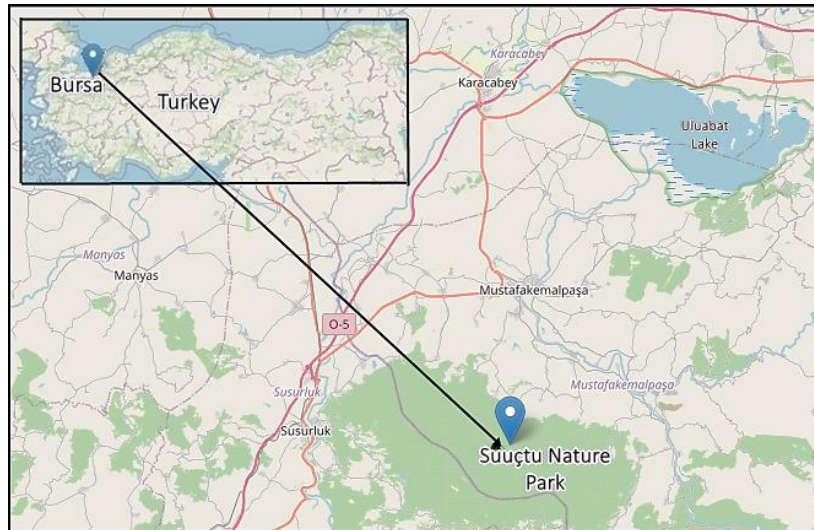 Bursa
Turkey
Karacabey
Karacabey
Uluabat
Lake
Manyas
Manyas
Mustafakemalpaşa
O-5
Susurluk
Mustafakemalpaşa
Susurluk
Suuçtu Nature
Park